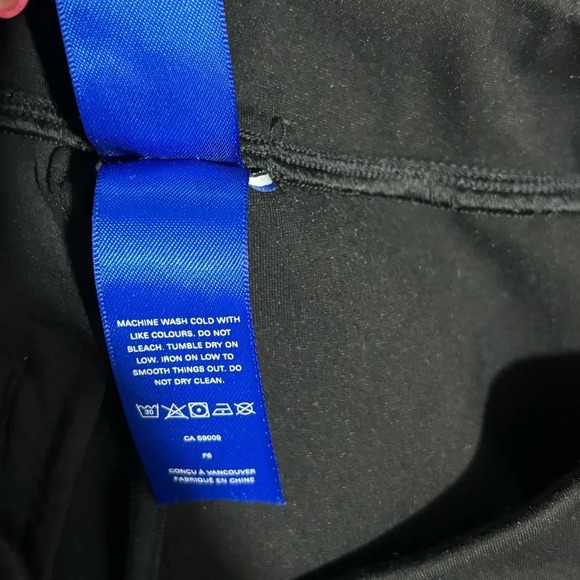 MACHINE WASH COLD WITH
LIKE COLOURS. DO NOT
BLEACH. TUMBLE DRY ON
LOW. IRON ON LOW TO
SMOOTH THINGS OUT. DO
NOT DRY CLEAN.
30
CA 69009
F6
CONÇU À VANCOUVER
FABRIQUÉ EN CHINE